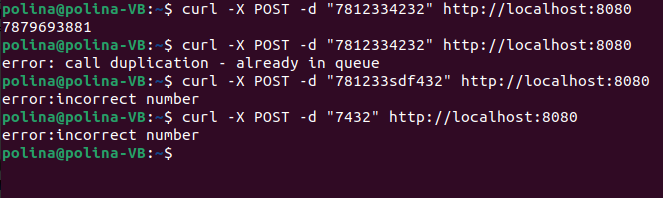 polina@polina-VB:~$ curl -X POST -d "7812334232" http://localhost:8080
7879693881
polina@polina-VB:~$ curl -X POST -d "7812334232" http://localhost:8080
error: call duplication - already in queue
polina@polina-VB:~$ curl -X POST -d "781233sdf432" http://localhost:8080
error:incorrect number
polina@polina-VB:~$ curl -X POST -d "7432" http://localhost:8080
error:incorrect number
polina@polina-VB:~$